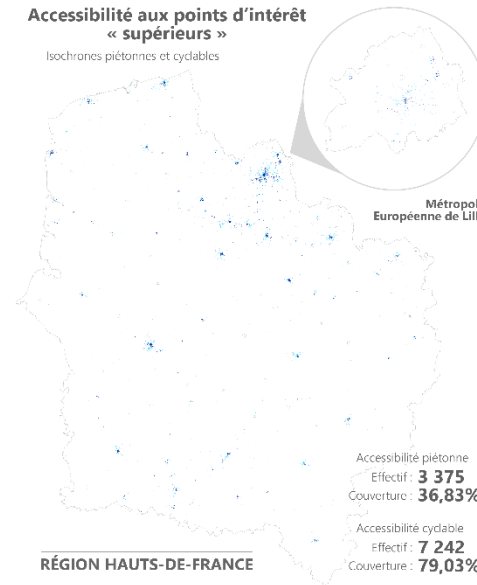 Accessibilité aux points d'intérêt
« supérieurs »
Isochrones piétonnes et cyclables
Métropol
Européenne de Lill
Accessibilité piétonne
Effectif : 3 375
Couverture : 36,83%
Accessibilité cyclable
Effectif : 7 242
Couverture : 79,03%
RÉGION HAUTS-DE-FRANCE